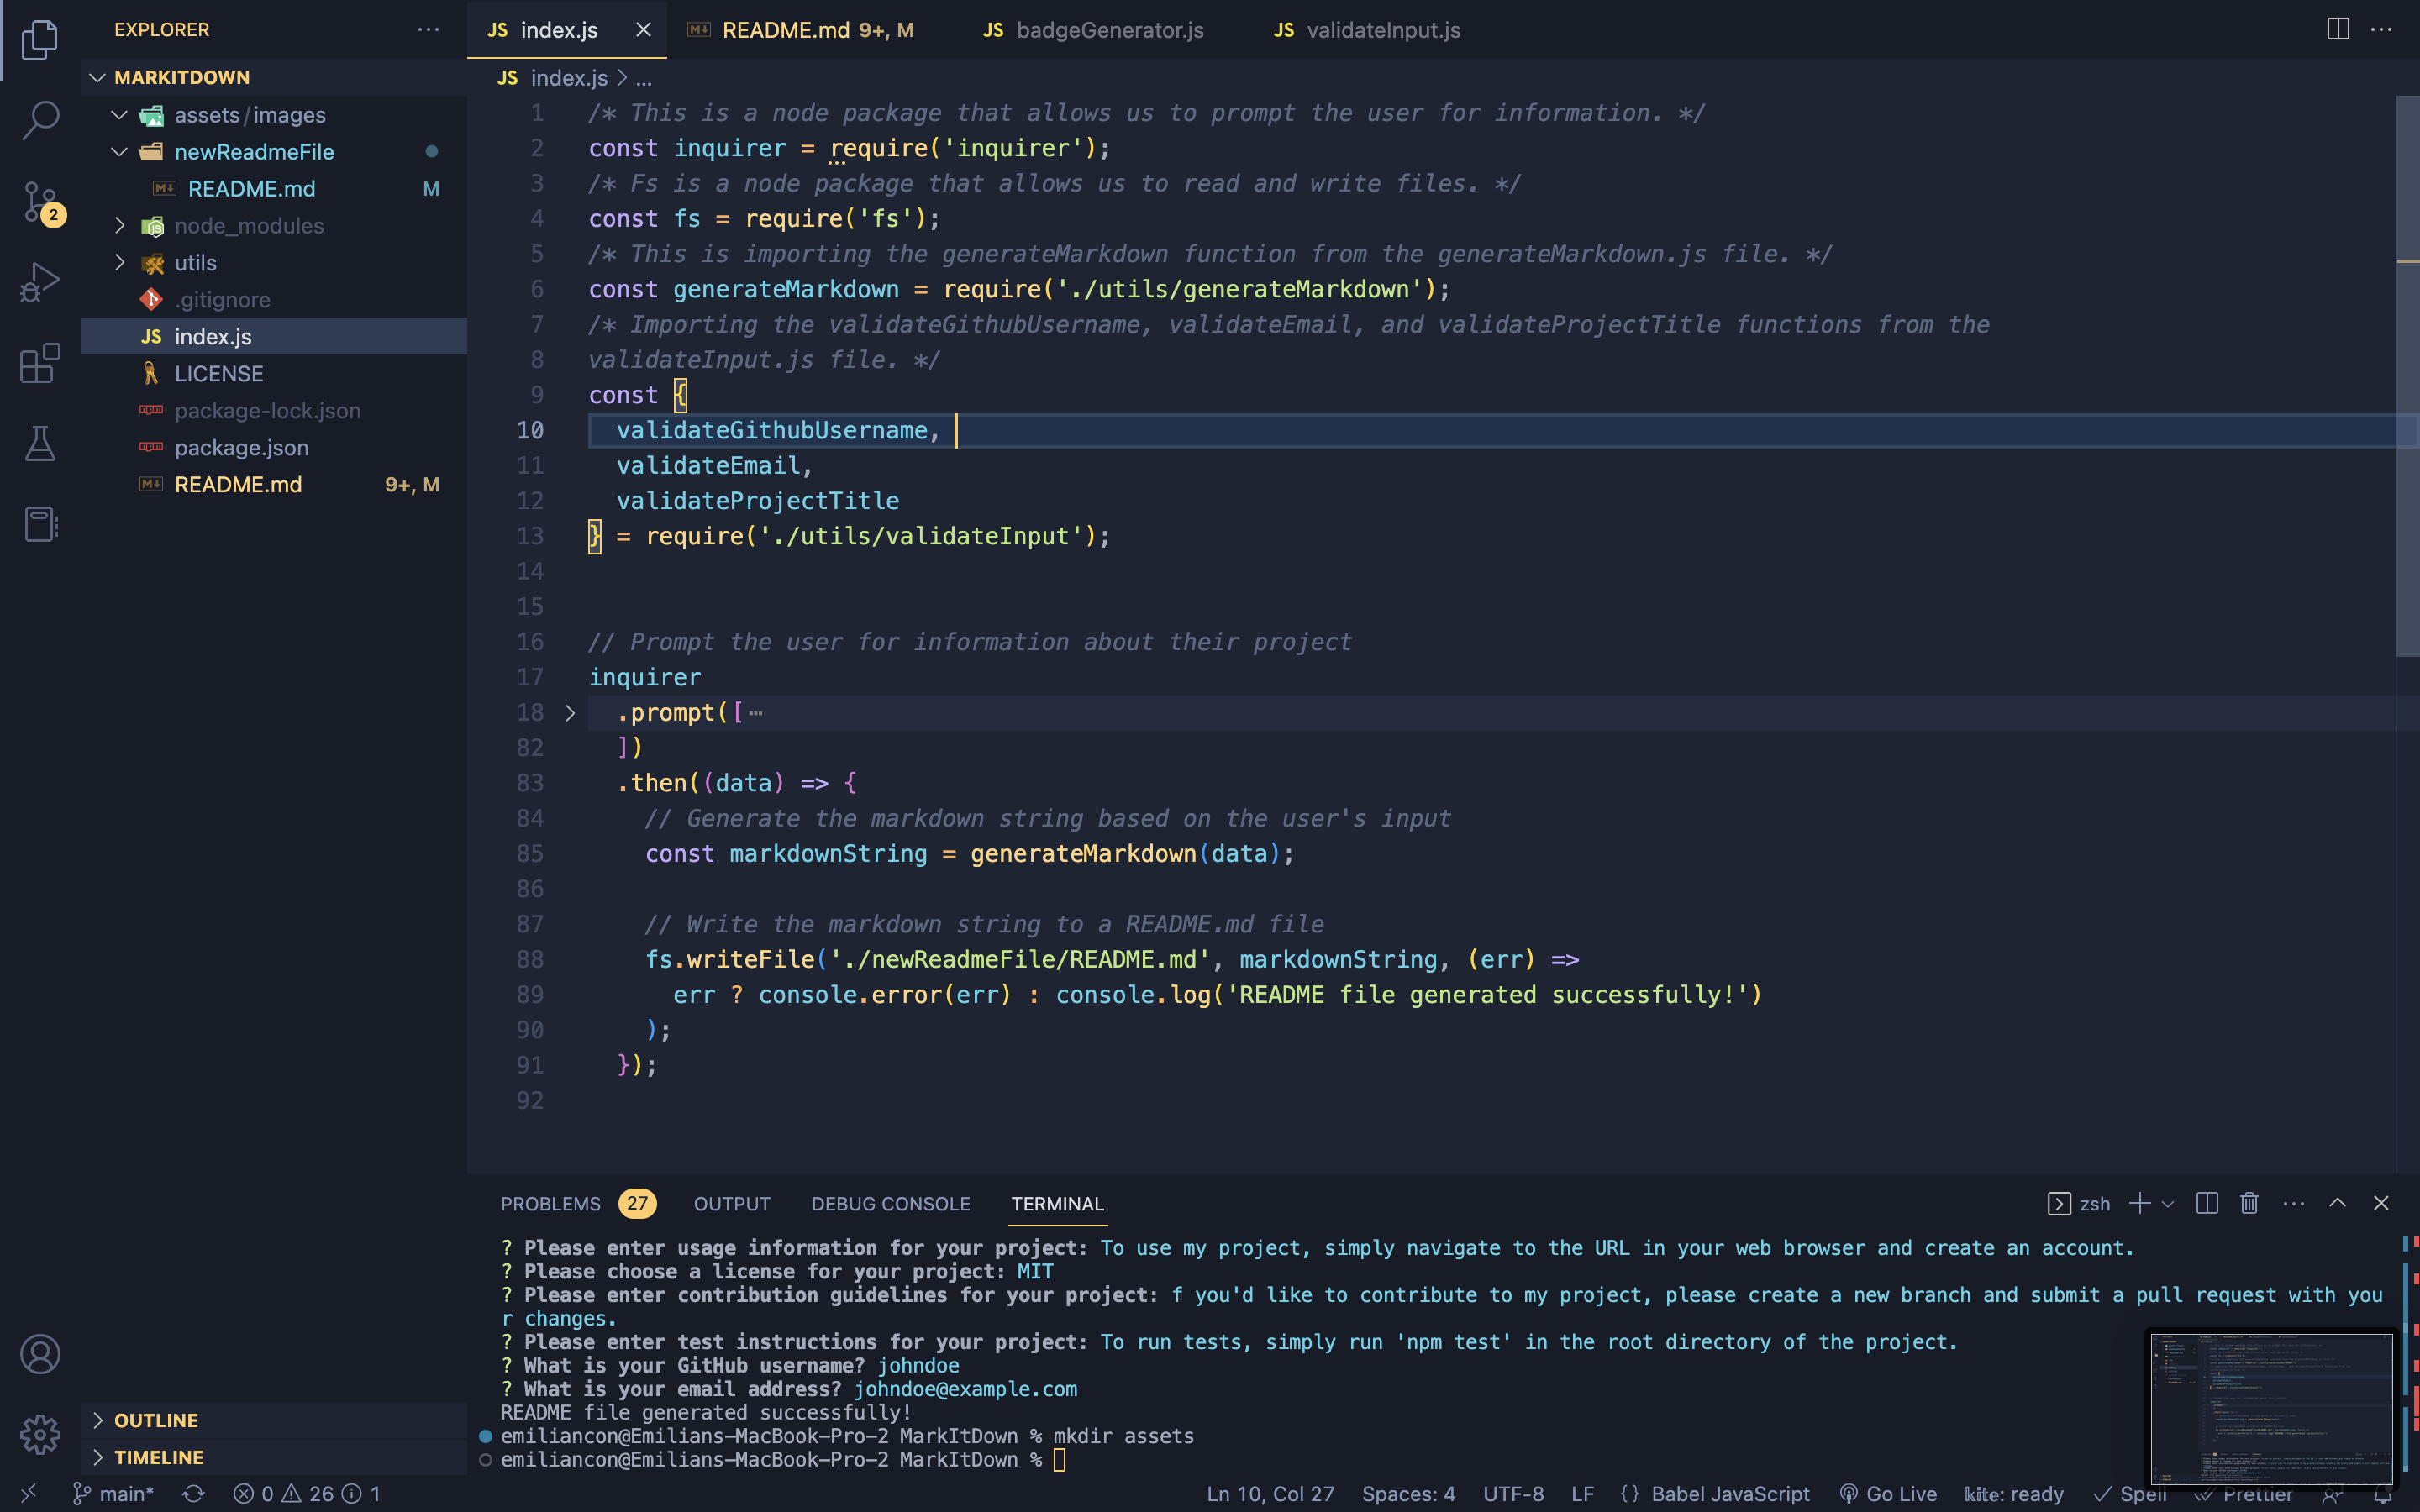 EXPLORER
MARKITDOWN
assets/images
newReadmeFile
README.md M
node_modules
utils
.gitignore
JS index.js
LICENSE
package-lock.json
package.json
README.md 9+, M
OUTLINE
TIMELINE
2
JS index.js
README.md 9+, M
JS badgeGenerator.js
JS validateInput.js
JS index.js > ...
1 /* This is a node package that allows us to prompt the user for information. */
2 const inquirer = require('inquirer');
3 /* Fs is a node package that allows us to read and write files. */
4 const fs = require('fs');
5 /* This is importing the generateMarkdown function from the generateMarkdown.js file. */
6 const generateMarkdown = require('./utils/generateMarkdown');
7 /* Importing the validateGithubUsername, validateEmail, and validateProjectTitle functions from the
8 validateInput.js file. */
9 const {
10 validateGithubUsername,
11 validateEmail,
12 validateProjectTitle
13 } = require('./utils/validateInput');
14
15
16 // Prompt the user for information about their project
17 inquirer
18 .prompt([ ⋯
82 ])
83 .then((data) => {
84 // Generate the markdown string based on the user's input
85 const markdownString = generateMarkdown(data);
86
87 // Write the markdown string to a README.md file
88 fs.writeFile('./newReadmeFile/README.md', markdownString, (err) =>
89 err ? console.error(err) : console.log('README file generated successfully!')
90 );
91 });
92
PROBLEMS 27 OUTPUT DEBUG CONSOLE TERMINAL
zsh
? Please enter usage information for your project: To use my project, simply navigate to the URL in your web browser and create an account.
? Please choose a license for your project: MIT
? Please enter contribution guidelines for your project: f you'd like to contribute to my project, please create a new branch and submit a pull request with you
r changes.
? Please enter test instructions for your project: To run tests, simply run 'npm test' in the root directory of the project.
? What is your GitHub username? johndoe
? What is your email address? johndoe@example.com
README file generated successfully!
emiliancon@Emilians-MacBook-Pro-2 MarkItDown % mkdir assets
emiliancon@Emilians-MacBook-Pro-2 MarkItDown %
main* 0 26 1
Ln 10, Col 27 Spaces: 4 UTF-8 LF {} Babel JavaScript Go Live kite: ready Spell Prettier